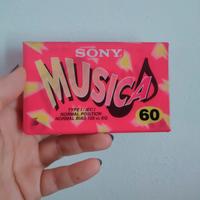 SONY
MUSICA
TYPE I (IEC I)
NORMAL POSITION
NORMAL BIAS 120 µs EQ
60